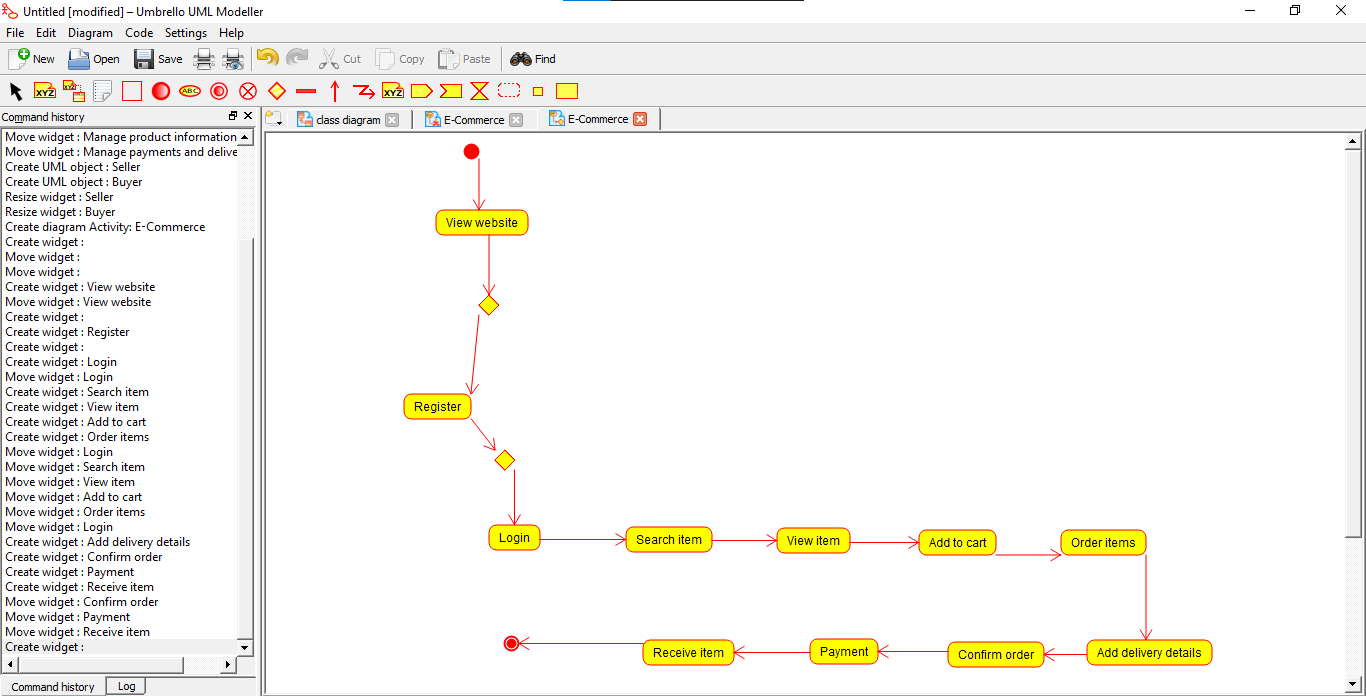 Untitled [modified] – Umbrello UML Modeller
File Edit Diagram Code Settings Help
New Open Save Cut Copy Paste Find
XYZ XYZ ABC XYZ
Command history
class diagram E-Commerce E-Commerce
Move widget : Manage product information
Move widget : Manage payments and delive
Create UML object : Seller
Create UML object : Buyer
Resize widget : Seller
Resize widget : Buyer
Create diagram Activity: E-Commerce
Create widget :
Move widget :
Move widget :
Create widget : View website
Move widget : View website
Create widget :
Create widget : Register
Create widget :
Create widget : Login
Move widget : Login
Create widget : Search item
Create widget : View item
Create widget : Add to cart
Create widget : Order items
Move widget : Login
Move widget : Search item
Move widget : View item
Move widget : Add to cart
Move widget : Order items
Move widget : Login
Create widget : Add delivery details
Create widget : Confirm order
Create widget : Payment
Create widget : Receive item
Move widget : Confirm order
Move widget : Payment
Move widget : Receive item
Create widget :
Command history Log
View website
Register
Login Search item View item Add to cart Order items
Receive item Payment Confirm order Add delivery details